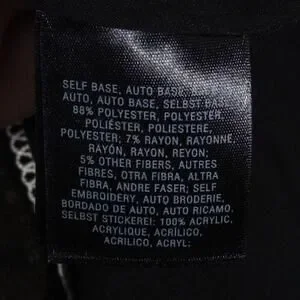 SELF BASE, AUTO BASE,
AUTO, AUTO BASE, SELBST BASE
88% POLYESTER, POLYESTER,
POLIÉSTER, POLIESTERE,
POLYESTER; 7% RAYON, RAYONNE,
RAYÓN, RAYON, REYON;
5% OTHER FIBERS, AUTRES
FIBRES, OTRA FIBRA, ALTRA
FIBRA, ANDRE FASER; SELF
EMBROIDERY, AUTO BRODERIE,
BORDADO DE AUTO, AUTO RICAMO,
SELBST STICKEREI: 100% ACRYLIC,
ACRYLIQUE, ACRÍLICO,
ACRILICO, ACRYL;